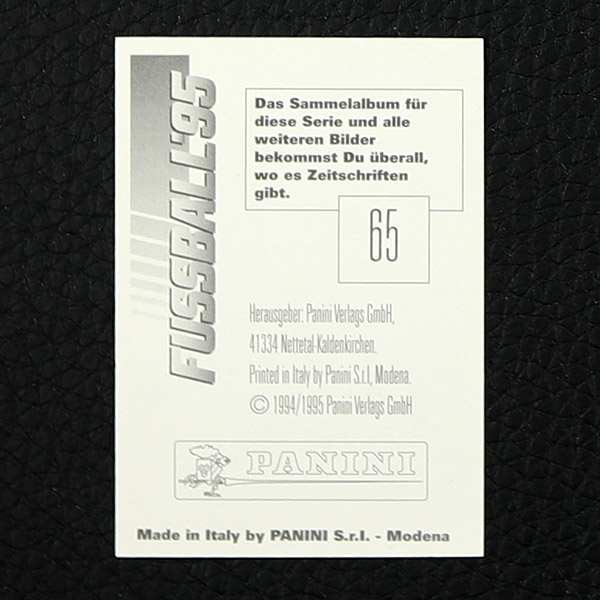 FUSSBALL'95
Das Sammelalbum für
diese Serie und alle
weiteren Bilder
bekommst Du überall,
wo es Zeitschriften
gibt.
65
Herausgeber: Panini Verlags GmbH,
41334 Nettetal-Kaldenkirchen.
Printed in Italy by Panini S.r.l., Modena.
© 1994/1995 Panini Verlags GmbH
PANINI
Made in Italy by PANINI S.r.l. - Modena